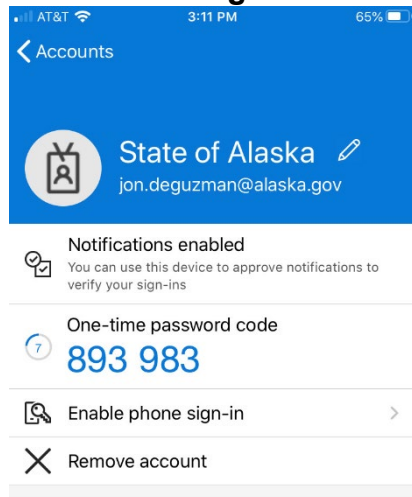 AT&T 3:11 PM 65%
Accounts
State of Alaska
jon.deguzman@alaska.gov
Notifications enabled
You can use this device to approve notifications to
verify your sign-ins
One-time password code
7
893 983
Enable phone sign-in
Remove account